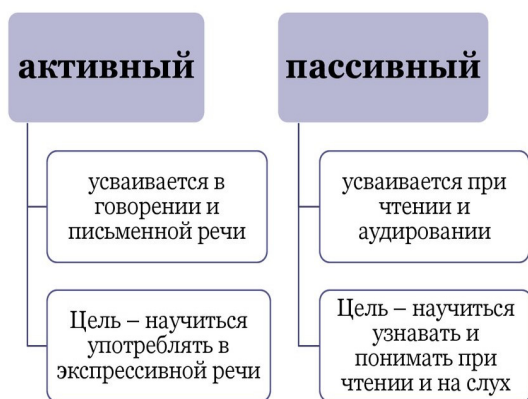 активный
усваивается в
говорении и
письменной речи
Цель – научиться
употреблять в
экспрессивной речи
пассивный
усваивается при
чтении и
аудировании
Цель – научиться
узнавать и
понимать при
чтении и на слух